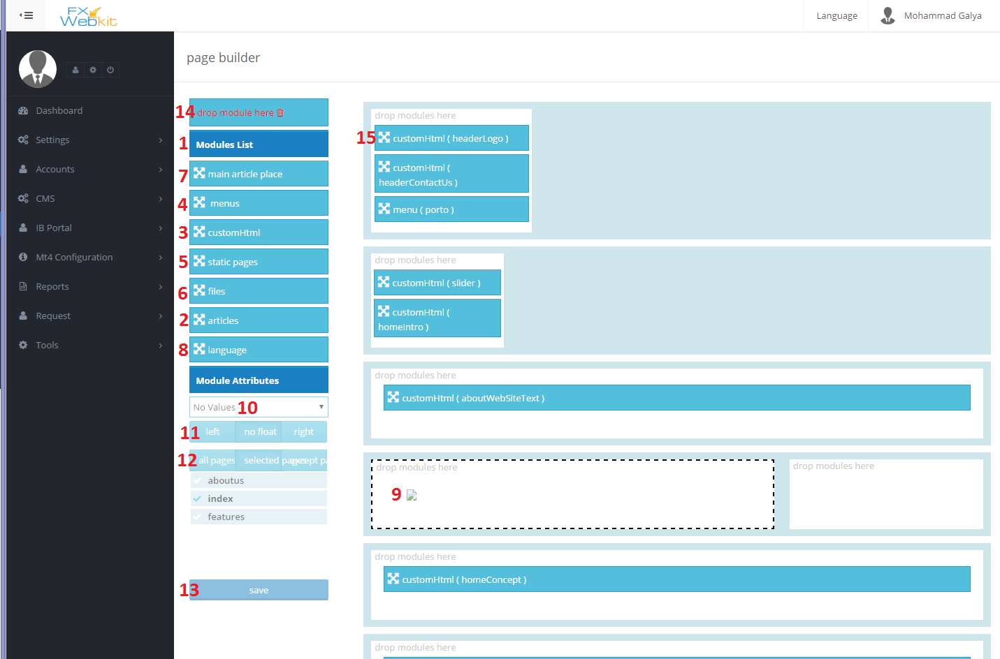 FX
Webkit
Language
Mohammad Galya
page builder
Dashboard
Settings
Accounts
CMS
IB Portal
Mt4 Configuration
Reports
Request
Tools
14 drop module here
1 Modules List
7 main article place
4 menus
3 customHtml
5 static pages
6 files
2 articles
8 language
Module Attributes
No Values 10
11 left no float right
12 all pages selected pages except pa
aboutus
index
features
13 save
drop modules here
15 customHtml ( headerLogo )
customHtml (
headerContactUs )
menu ( porto )
drop modules here
customHtml ( slider )
customHtml (
homeIntro )
drop modules here
customHtml ( aboutWebSiteText )
drop modules here
9
drop modules here
drop modules here
customHtml ( homeConcept )
drop modules here